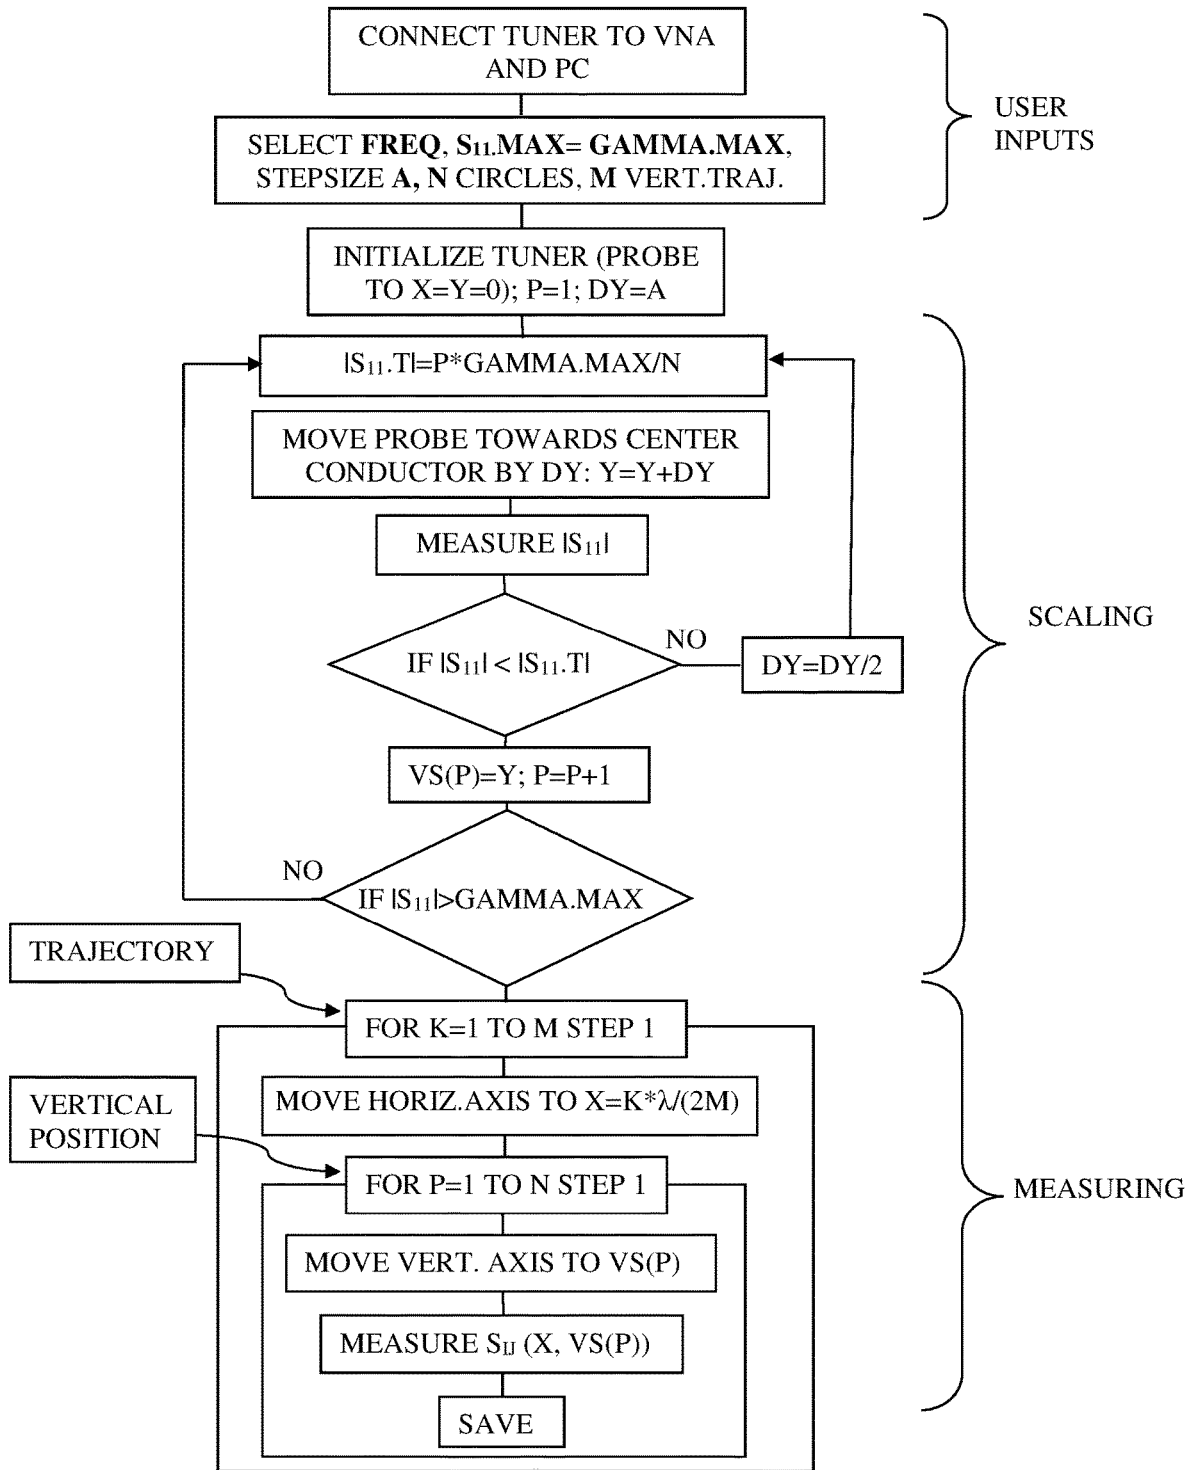 CONNECT TUNER TO VNA
AND PC
USER
INPUTS
SELECT FREQ, S₁₁.MAX= GAMMA.MAX,
STEPSIZE A, N CIRCLES, M VERT.TRAJ.
INITIALIZE TUNER (PROBE
TO X=Y=0); P=1; DY=A
|S₁₁.T|=P*GAMMA.MAX/N
MOVE PROBE TOWARDS CENTER
CONDUCTOR BY DY: Y=Y+DY
MEASURE |S₁₁|
SCALING
IF |S₁₁| < |S₁₁.T|
NO
DY=DY/2
VS(P)=Y; P=P+1
NO
IF |S₁₁|>GAMMA.MAX
TRAJECTORY
FOR K=1 TO M STEP 1
MOVE HORIZ.AXIS TO X=K*λ/(2M)
VERTICAL
POSITION
FOR P=1 TO N STEP 1
MEASURING
MOVE VERT. AXIS TO VS(P)
MEASURE S_IJ (X, VS(P))
SAVE